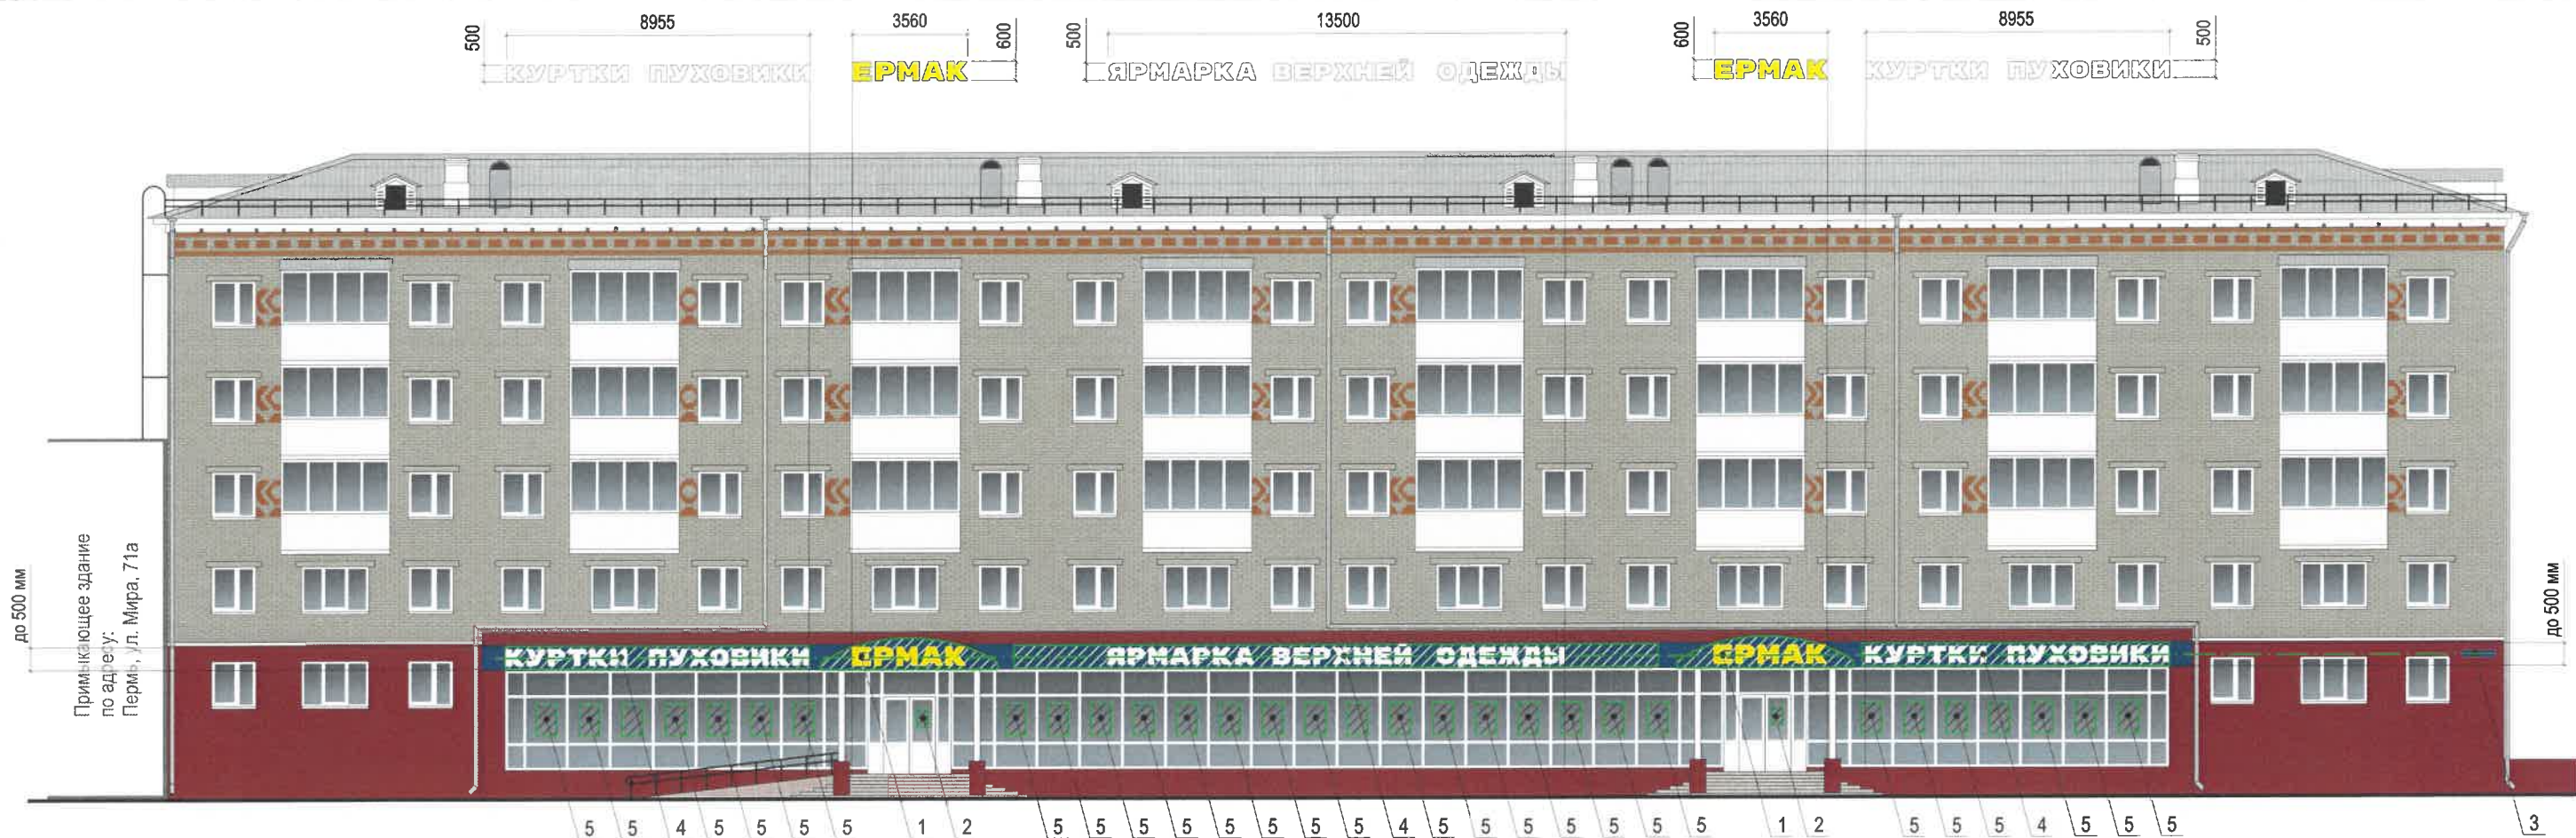 8955 3560 13500 3560 8955
500 600 500 600 500
КУРТКИ ПУХОВИКИ ЕРМАК ЯРМАРКА ВЕРХНЕЙ ОДЕЖДЫ ЕРМАК КУРТКИ ПУХОВИКИ
до 500 мм
Примыкающее здание
по адресу:
Пермь, ул. Мира, 71а
до 500 мм
КУРТКИ ПУХОВИКИ ЕРМАК ЯРМАРКА ВЕРХНЕЙ ОДЕЖДЫ ЕРМАК КУРТКИ ПУХОВИКИ
5 5 4 5 5 5 5 1 2 5 5 5 5 5 5 5 5 4 5 5 5 5 5 5 5 1 2 5 5 5 4 5 5 5 3